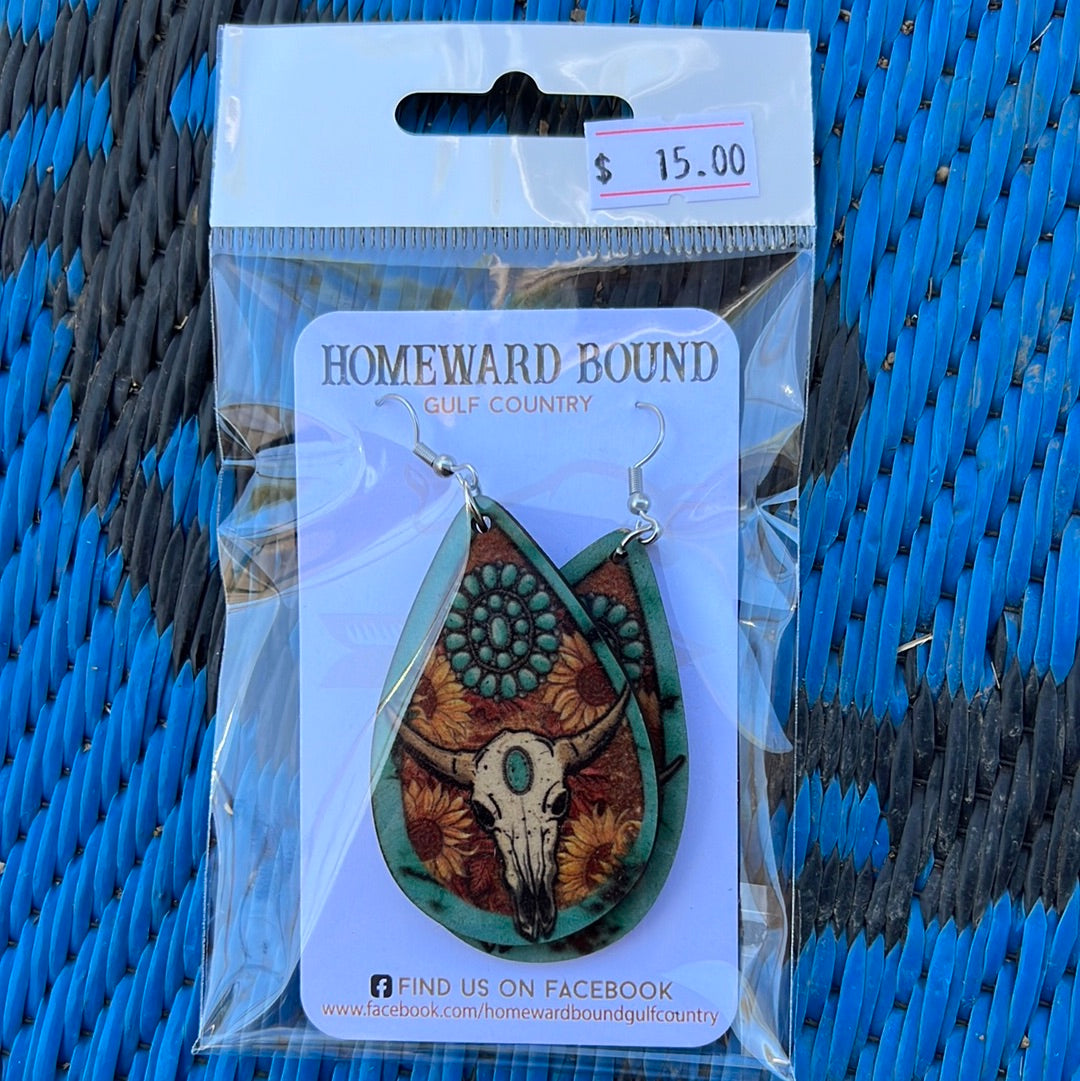 $ 15.00
HOMEWARD BOUND
GULF COUNTRY
FIND US ON FACEBOOK
www.facebook.com/homewardboundgulfcountry